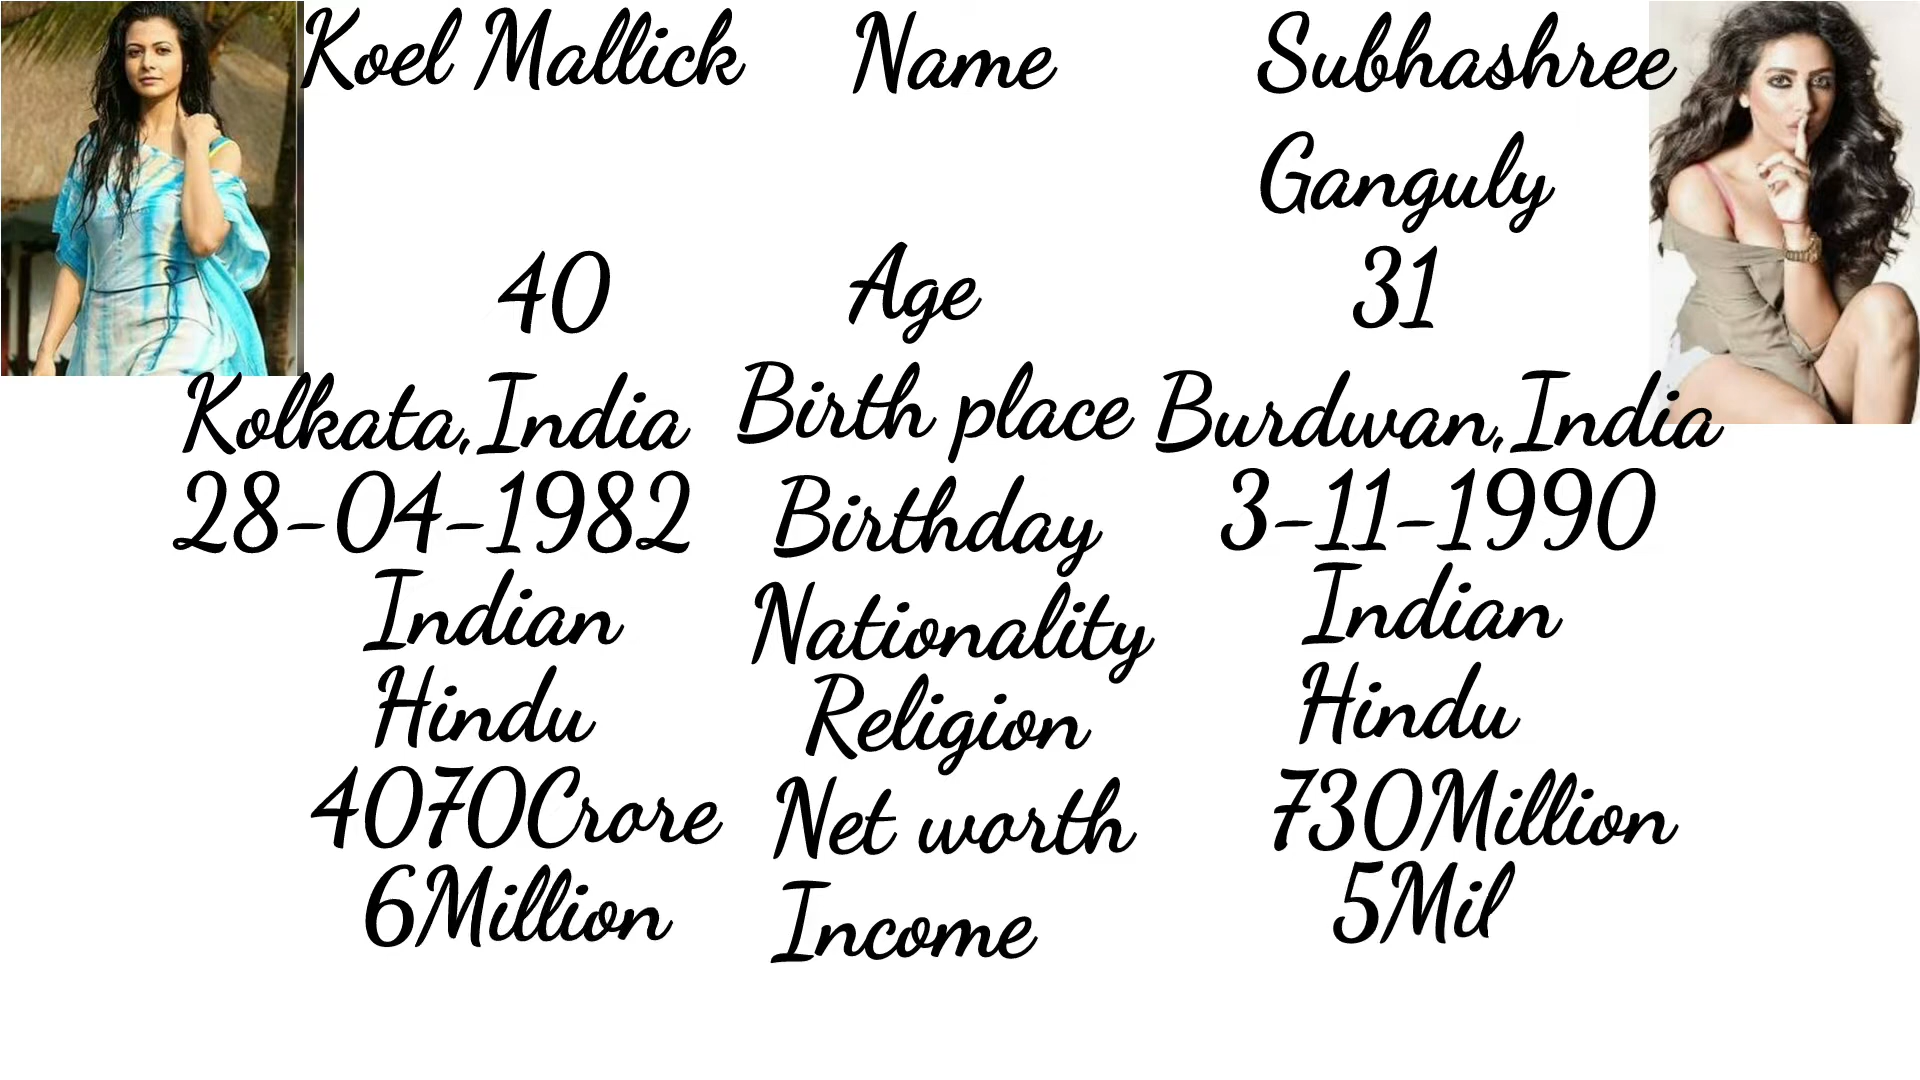 Koel Mallick Name Subhashree
Ganguly
40 Age 31
Kolkata,India Birth place Burdwan,India
28-04-1982 Birthday 3-11-1990
Indian Nationality Indian
Hindu Religion Hindu
4070Crore Net worth 730Million
6Million Income 5Mil